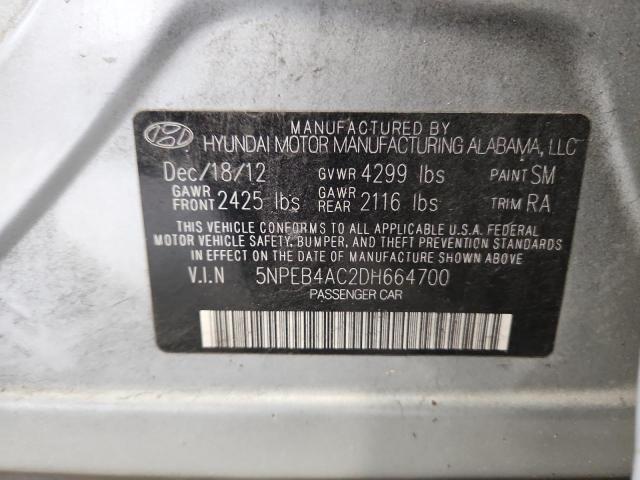 MANUFACTURED BY
HYUNDAI MOTOR MANUFACTURING ALABAMA, LLC
Dec/18/12 GVWR 4299 lbs PAINT SM
GAWR FRONT 2425 lbs GAWR REAR 2116 lbs TRIM RA
THIS VEHICLE CONFORMS TO ALL APPLICABLE U.S.A. FEDERAL
MOTOR VEHICLE SAFETY, BUMPER, AND THEFT PREVENTION STANDARDS
IN EFFECT ON THE DATE OF MANUFACTURE SHOWN ABOVE.
V.I.N 5NPEB4AC2DH664700
PASSENGER CAR